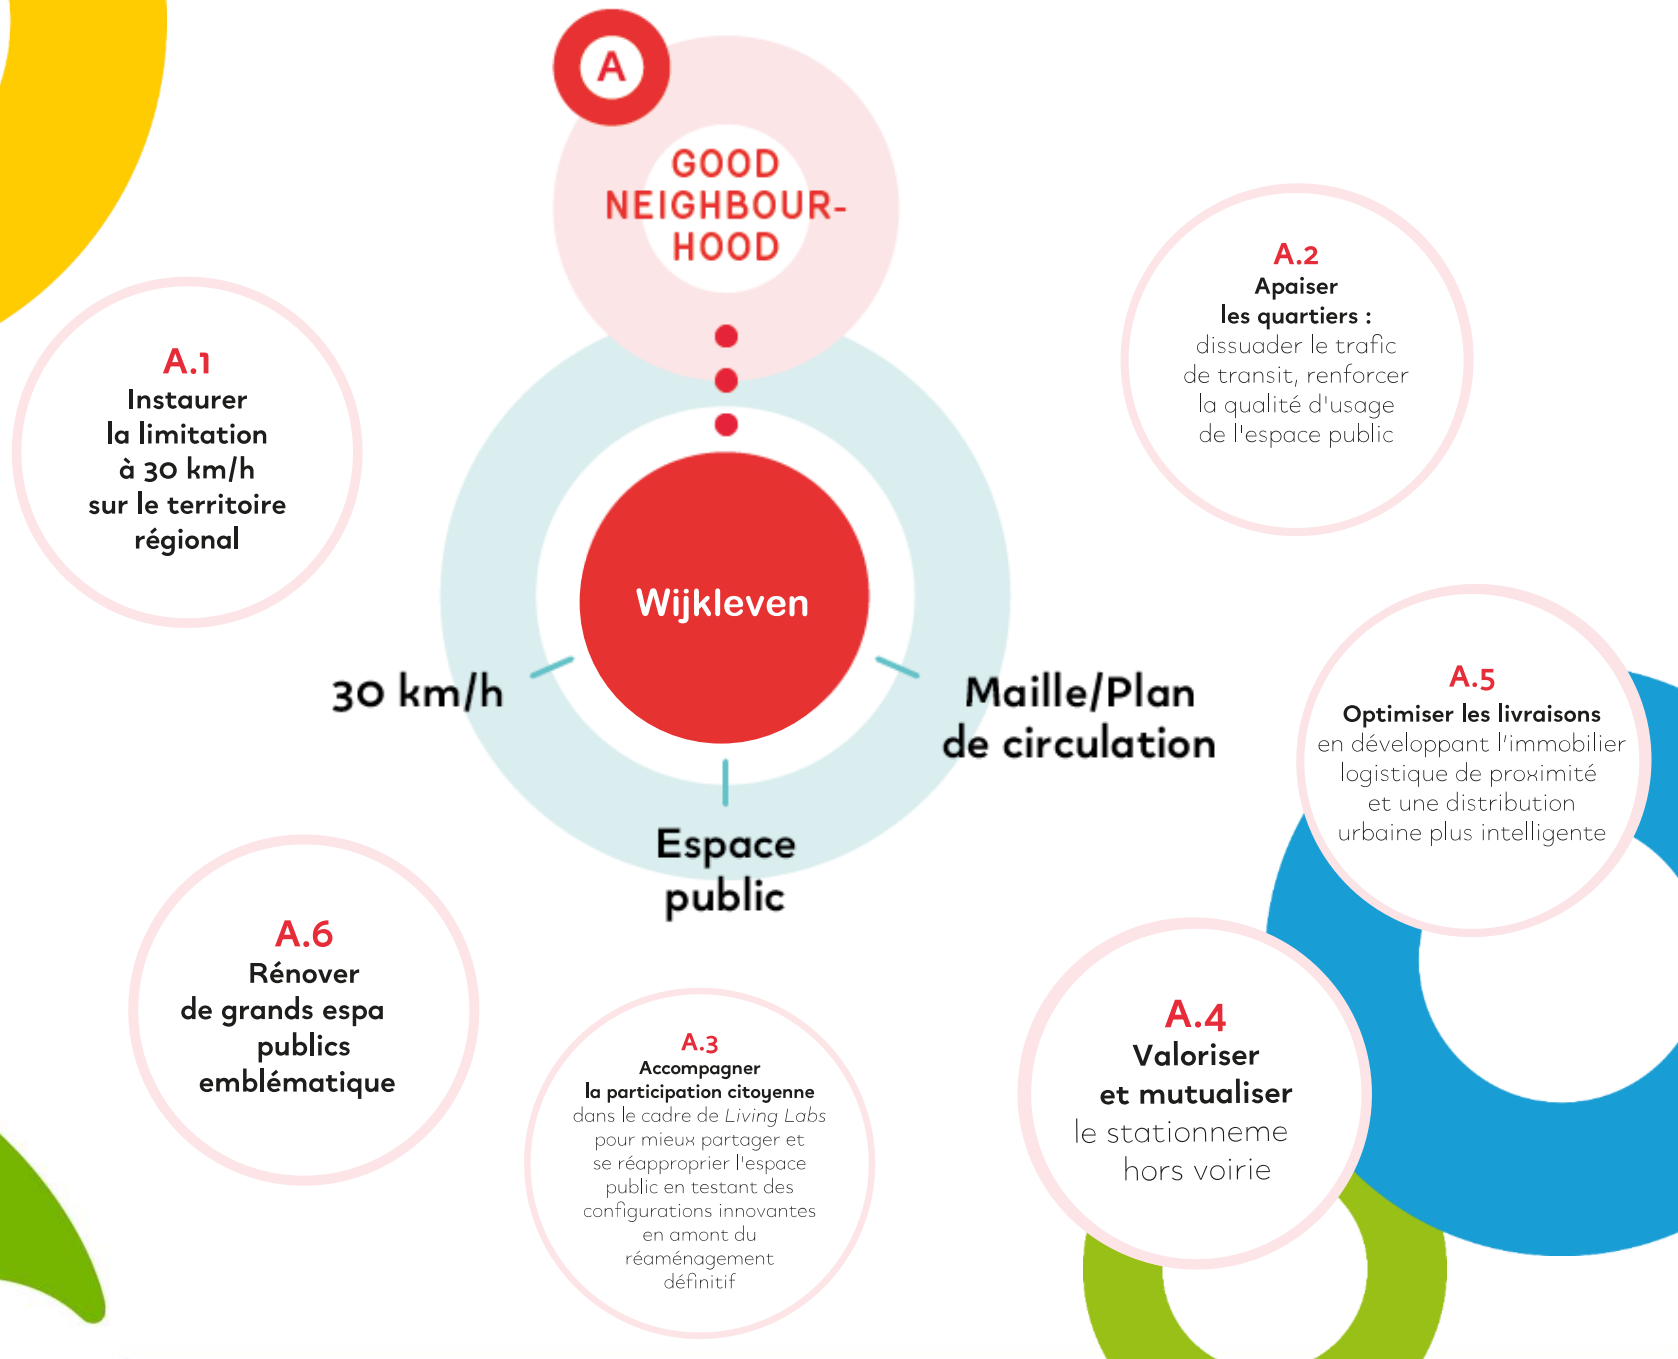 A
GOOD
NEIGHBOUR-
HOOD
A.1
Instaurer
la limitation
à 30 km/h
sur le territoire
régional
A.2
Apaiser
les quartiers :
dissuader le trafic
de transit, renforcer
la qualité d'usage
de l'espace public
Wijkleven
30 km/h
Maille/Plan
de circulation
Espace
public
A.5
Optimiser les livraisons
en développant l'immobilier
logistique de proximité
et une distribution
urbaine plus intelligente
A.6
Rénover
de grands espa
publics
emblématique
A.3
Accompagner
la participation citoyenne
dans le cadre de Living Labs
pour mieux partager et
se réapproprier l'espace
public en testant des
configurations innovantes
en amont du
réaménagement
définitif
A.4
Valoriser
et mutualiser
le stationneme
hors voirie